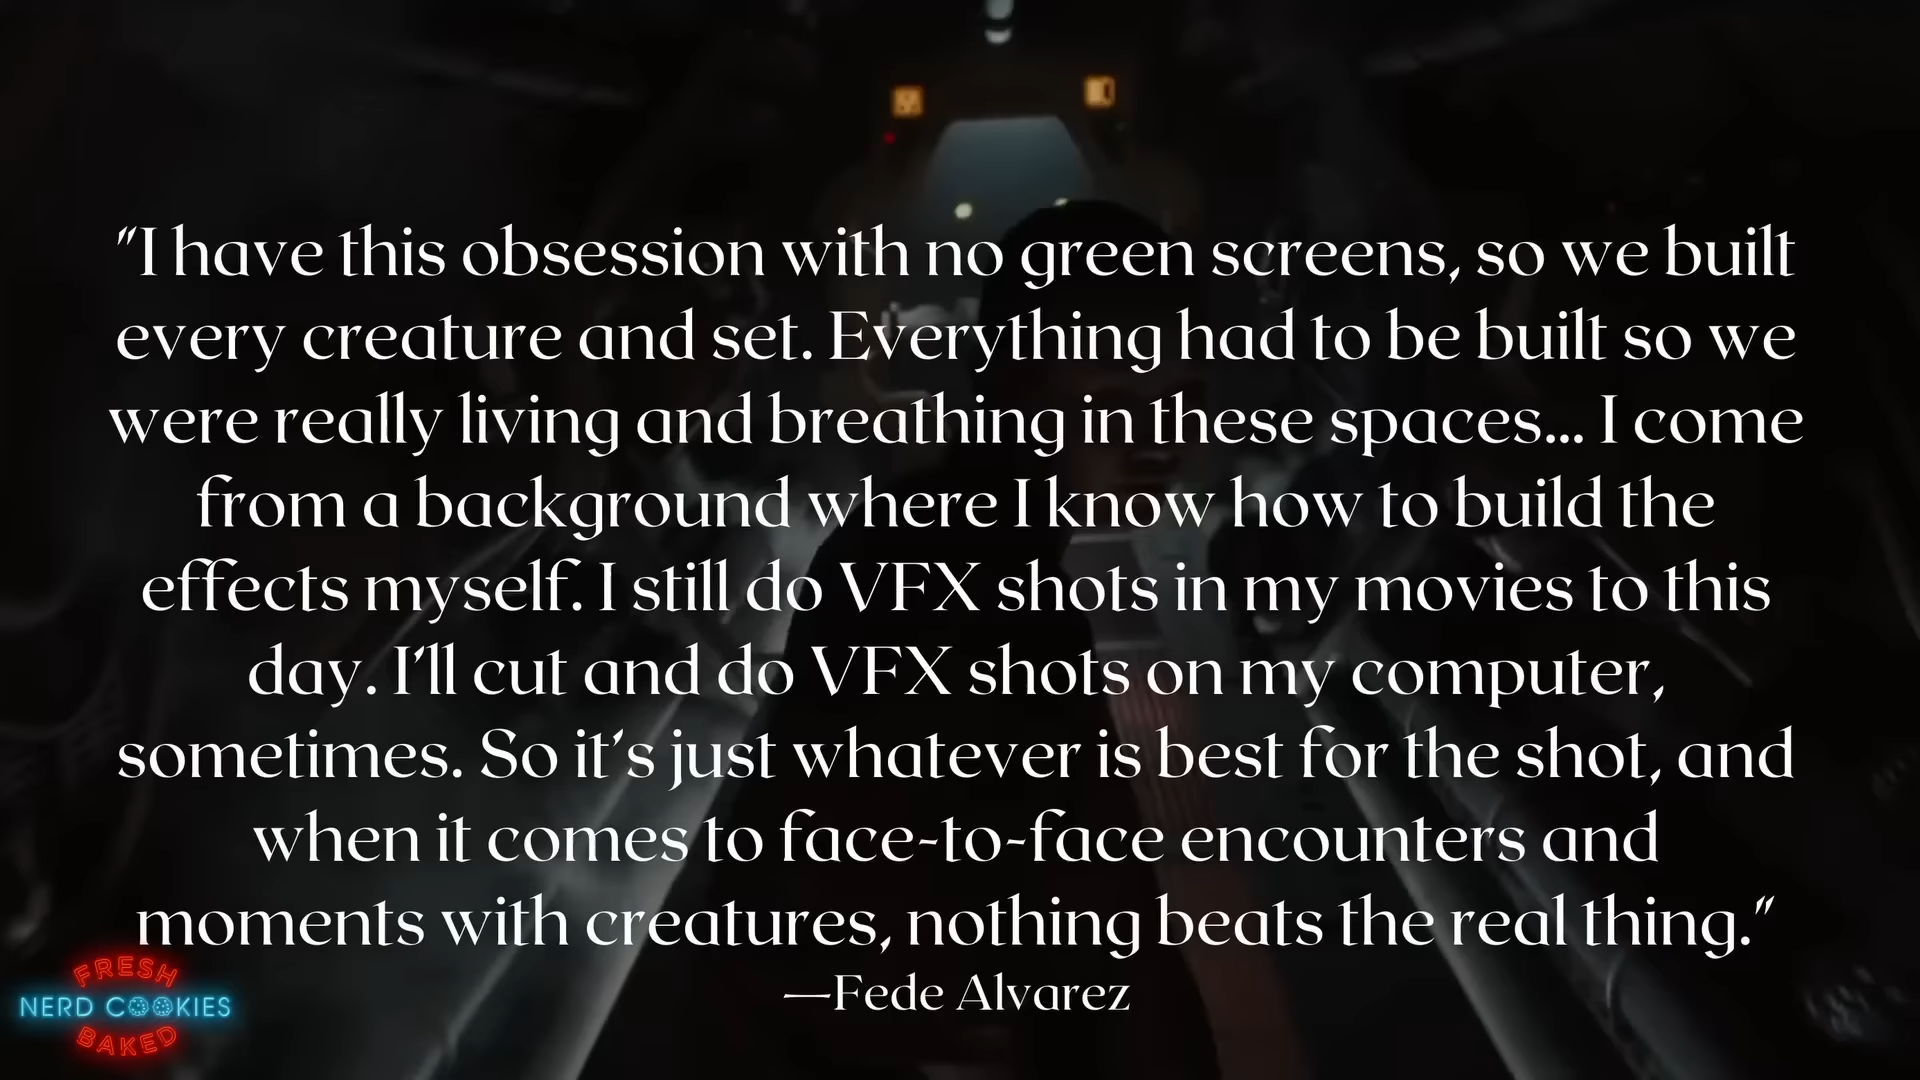 "I have this obsession with no green screens, so we built
every creature and set. Everything had to be built so we
were really living and breathing in these spaces... I come
from a background where I know how to build the
effects myself. I still do VFX shots in my movies to this
day. I'll cut and do VFX shots on my computer,
sometimes. So it's just whatever is best for the shot, and
when it comes to face-to-face encounters and
moments with creatures, nothing beats the real thing."
—Fede Alvarez
FRESH
NERD COOKIES
BAKED